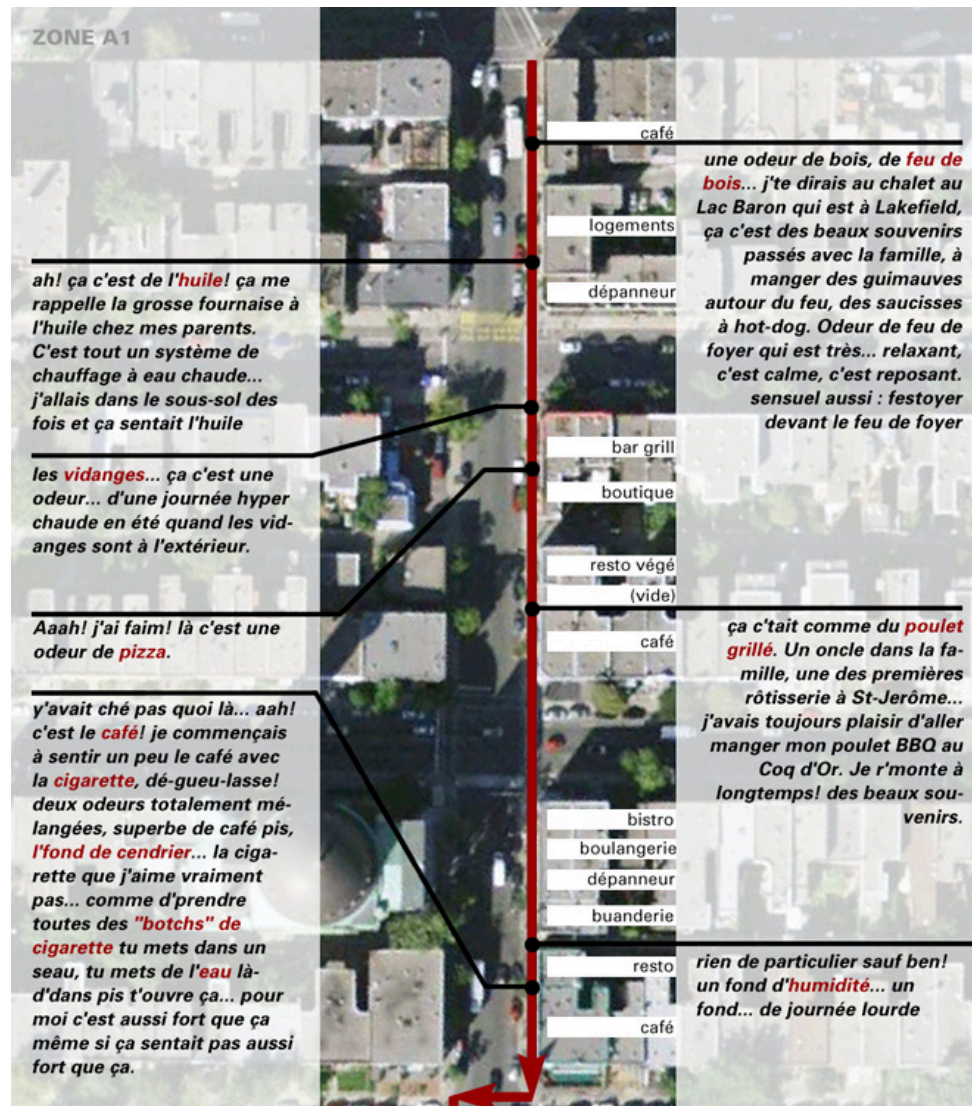 ZONE A1
café
une odeur de bois, de feu de
bois... j'te dirais au chalet au
Lac Baron qui est à Lakefield,
ça c'est des beaux souvenirs
passés avec la famille, à
manger des guimauves
autour du feu, des saucisses
à hot-dog. Odeur de feu de
foyer qui est très... relaxant,
c'est calme, c'est reposant.
sensuel aussi : festoyer
devant le feu de foyer
logements
dépanneur
ah! ça c'est de l'huile! ça me
rappelle la grosse fournaise à
l'huile chez mes parents.
C'est tout un système de
chauffage à eau chaude...
j'allais dans le sous-sol des
fois et ça sentait l'huile
bar grill
boutique
les vidanges... ça c'est une
odeur... d'une journée hyper
chaude en été quand les vid-
anges sont à l'extérieur.
resto végé
(vide)
café
Aaah! j'ai faim! là c'est une
odeur de pizza.
ça c'tait comme du poulet
grillé. Un oncle dans la fa-
mille, une des premières
rôtisserie à St-Jerôme...
j'avais toujours plaisir d'aller
manger mon poulet BBQ au
Coq d'Or. Je r'monte à
longtemps! des beaux sou-
venirs.
y'avait ché pas quoi là... aah!
c'est le café! je commençais
à sentir un peu le café avec
la cigarette, dé-gueu-lasse!
deux odeurs totalement mé-
langées, superbe de café pis,
l'fond de cendrier... la ciga-
rette que j'aime vraiment
pas... comme d'prendre
toutes des "botchs" de
cigarette tu mets dans un
seau, tu mets de l'eau là-
d'dans pis t'ouvre ça... pour
moi c'est aussi fort que ça
même si ça sentait pas aussi
fort que ça.
bistro
boulangerie
dépanneur
buanderie
resto
café
rien de particulier sauf ben!
un fond d'humidité... un
fond... de journée lourde